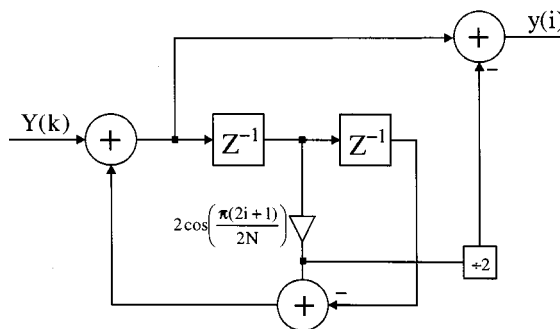 y(i)
+
−
Y(k)
+
Z⁻¹
Z⁻¹
2cos(π(2i+1)/2N)
÷2
−
+